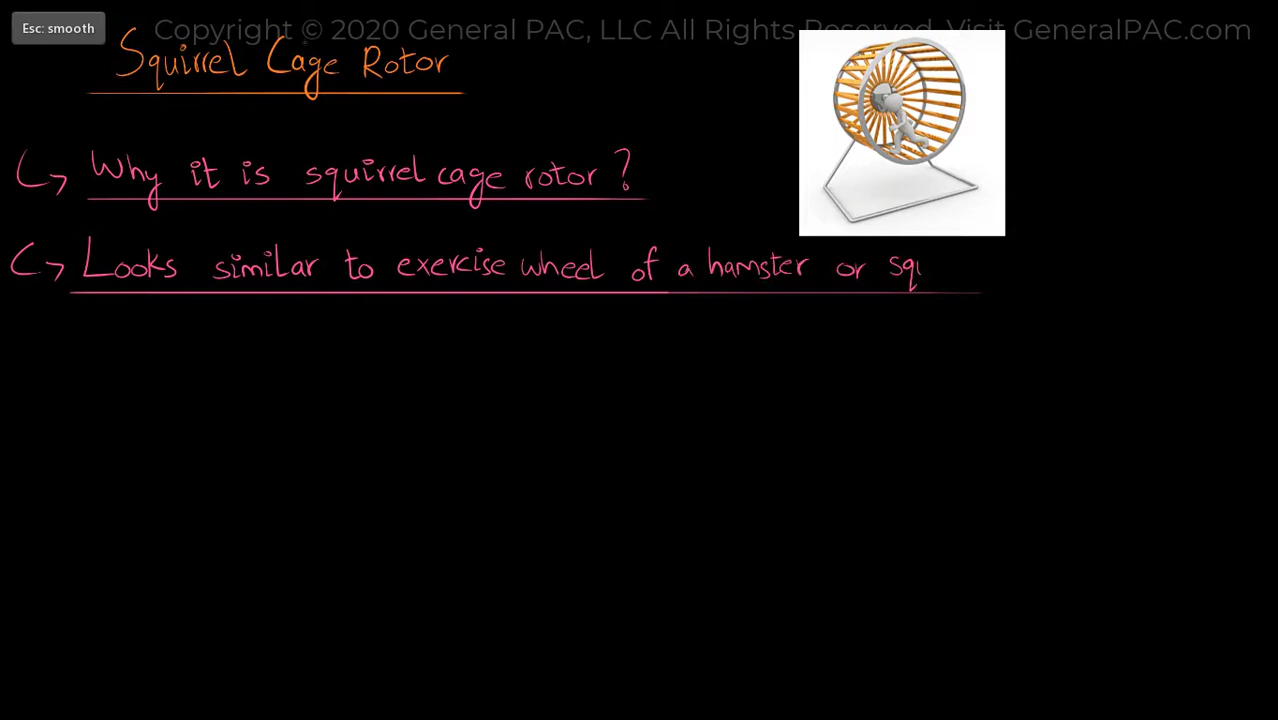 Esc: smooth
Copyright © 2020 General PAC, LLC All Rights Reserved. Visit GeneralPAC.com
Squirrel Cage Rotor
Why it is squirrel cage rotor?
Looks similar to exercise wheel of a hamster or squ